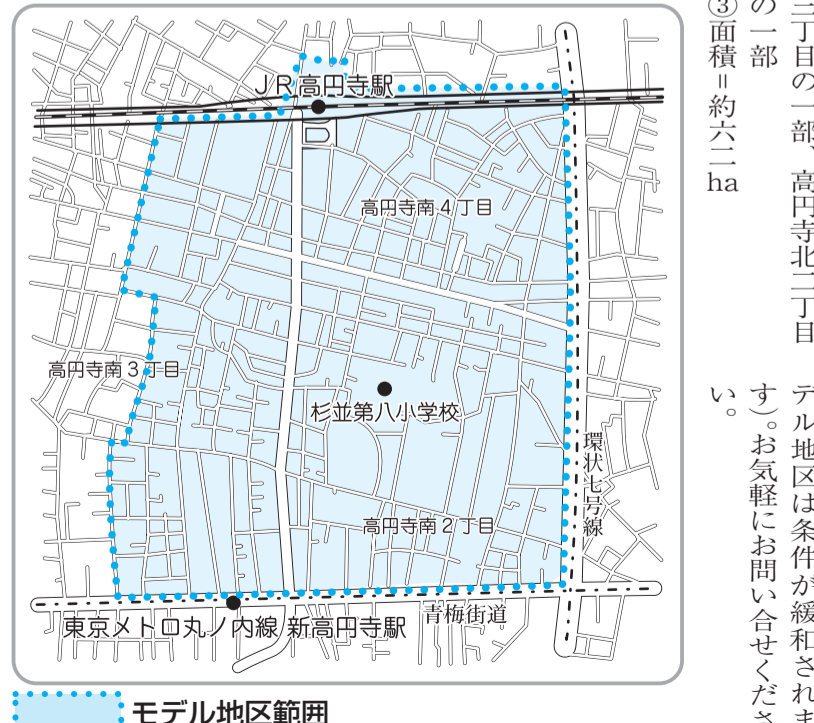 三丁目の一部、高円寺北二丁目
の一部
③面積＝約六二ha
デル地区は条件が緩和されま
す）。お気軽にお問い合せくださ
い。
JR高円寺駅
高円寺南4丁目
高円寺南3丁目
杉並第八小学校
環状七号線
高円寺南2丁目
青梅街道
東京メトロ丸ノ内線 新高円寺駅
モデル地区範囲